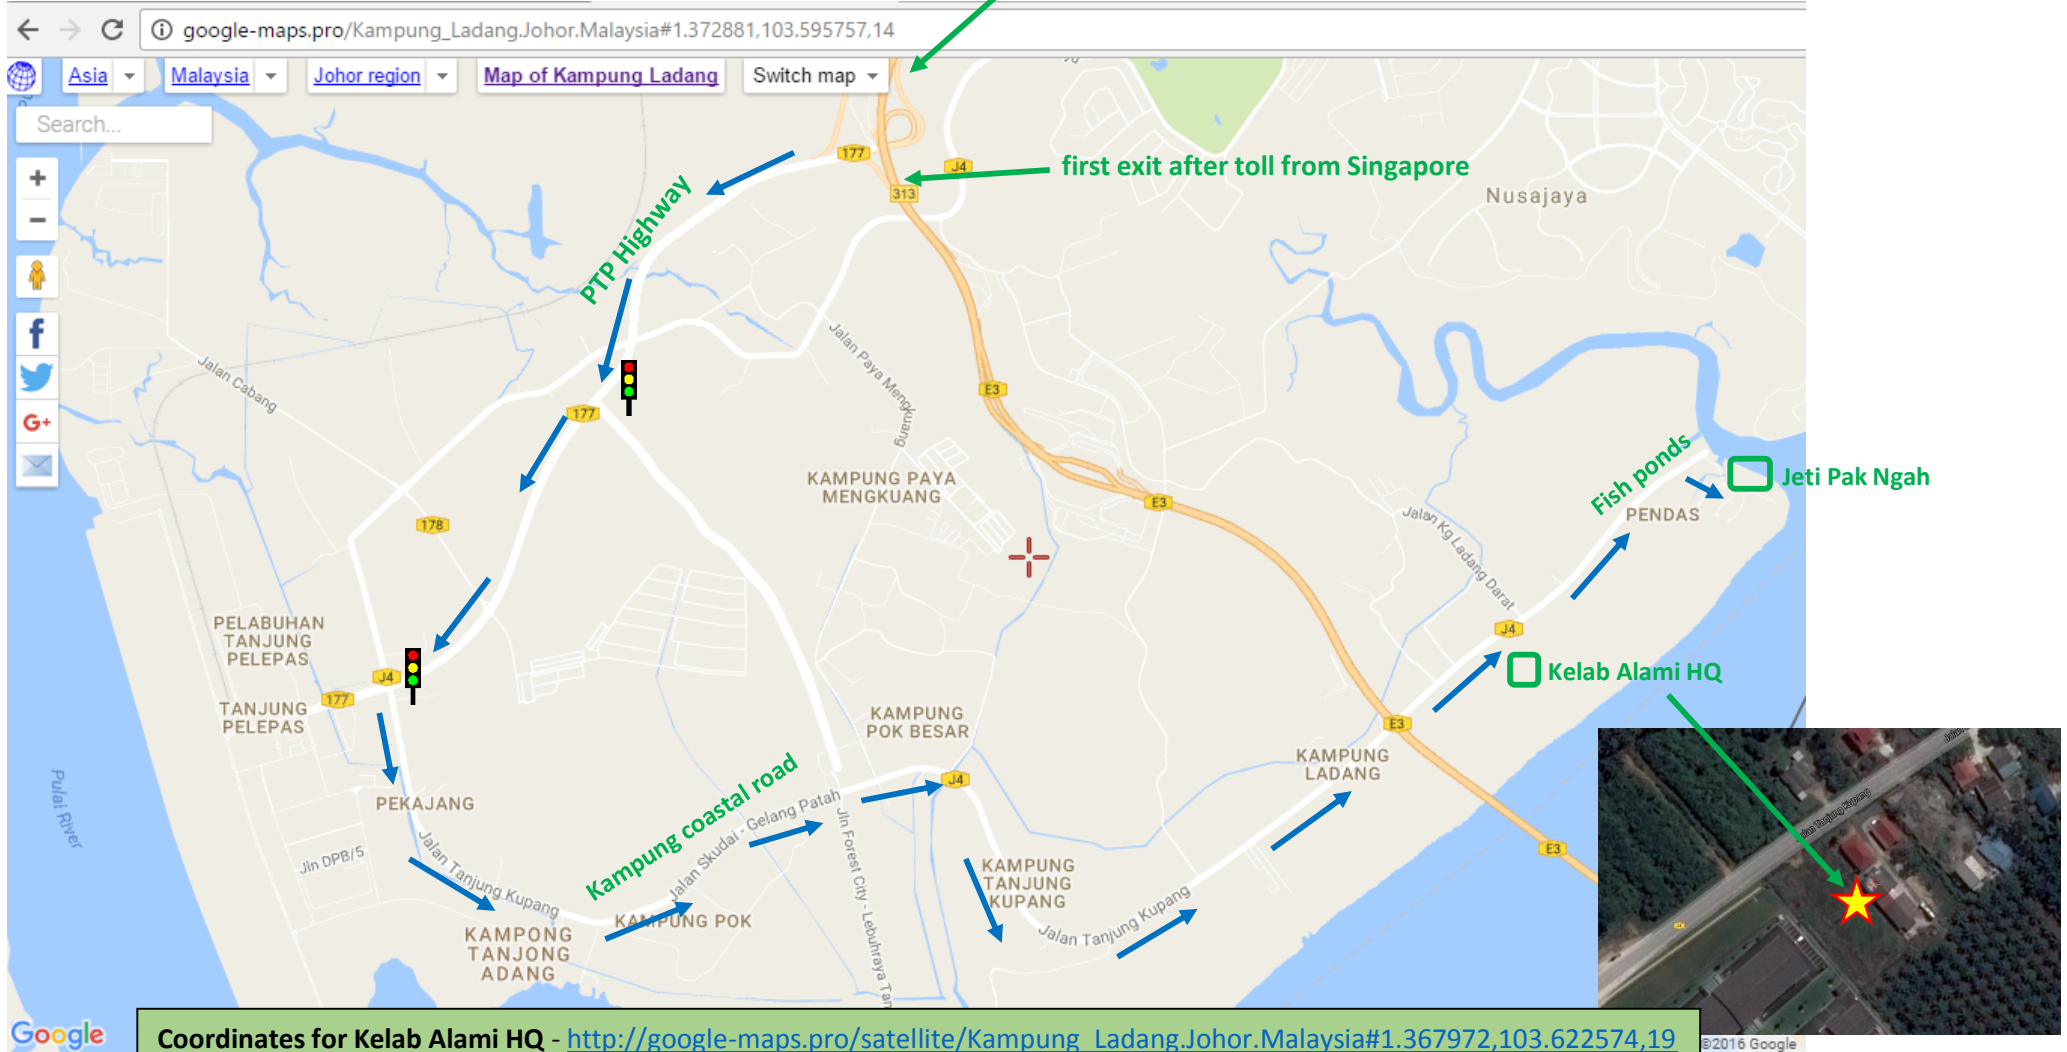 google-maps.pro/Kampung_Ladang.Johor.Malaysia#1.372881,103.595757,14
Asia
Malaysia
Johor region
Map of Kampung Ladang
Switch map
Search...
+
−
f
G+
177
J4
first exit after toll from Singapore
313
Nusajaya
PTP Highway
Jalan Paya Mengkuang
Jalan Cabang
E3
177
KAMPUNG PAYA
MENGKUANG
Fish ponds
Jeti Pak Ngah
E3
178
Jalan Kg Ladang Darat
PENDAS
PELABUHAN
TANJUNG
PELEPAS
J4
J4
Kelab Alami HQ
177
TANJUNG
PELEPAS
KAMPUNG
POK BESAR
E3
KAMPUNG
LADANG
Pulai River
PEKAJANG
Kampung coastal road
J4
Jalan Skudai - Gelang Patah
Jln DPB/5
Jalan Tanjung Kupang
Jln Forest City - Lebuhraya Tan
E3
Jalan Tanjung Kupang
KAMPUNG
TANJUNG
KUPANG
KAMPUNG POK
Jalan Tanjung Kupang
KAMPONG
TANJONG
ADANG
Google
Coordinates for Kelab Alami HQ - http://google-maps.pro/satellite/Kampung_Ladang.Johor.Malaysia#1.367972,103.622574,19
©2016 Google